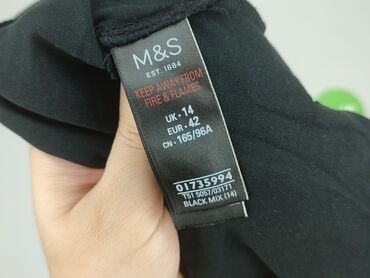 M&S
EST. 1884
KEEP AWAY FROM
FIRE & FLAMES
UK · 14
EUR · 42
CN · 165/96A
01735994
T51 5057/03171
BLACK MIX (14)